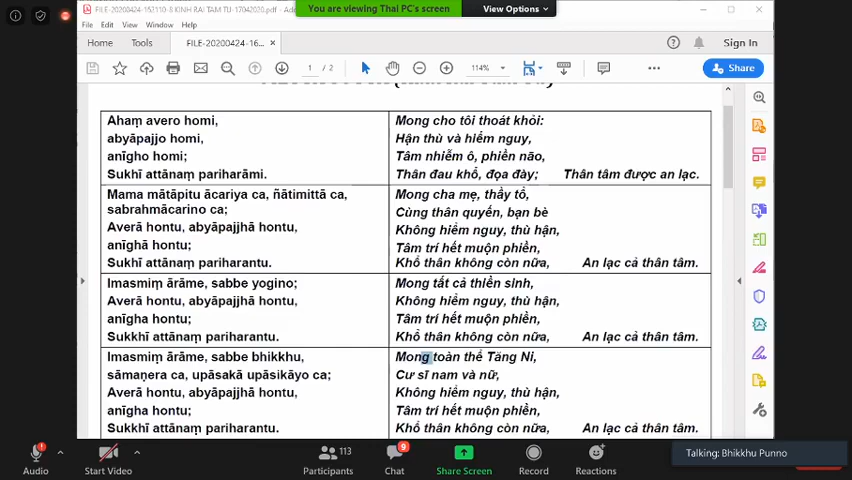 FILE-20200424-162110-8 KINH RAI TAM TU-17042020.pdf - Ad
You are viewing Thai PC's screen
View Options
File Edit View Window Help
Home Tools FILE-20200424-16...
Sign In
1 / 2
114%
Share
Ahaṃ avero homi,
abyāpajjo homi,
anīgho homi;
Sukhī attānaṃ pariharāmi.
Mong cho tôi thoát khỏi:
Hận thù và hiểm nguy,
Tâm nhiễm ô, phiền não,
Thân đau khổ, đọa đày; Thân tâm được an lạc.
Mama mātāpitu ācariya ca, ñātimittā ca,
sabrahmācarino ca;
Averā hontu, abyāpajjhā hontu,
anīghā hontu;
Sukhī attānaṃ pariharantu.
Mong cha mẹ, thầy tổ,
Cùng thân quyến, bạn bè
Không hiểm nguy, thù hận,
Tâm trí hết muộn phiền,
Khổ thân không còn nữa, An lạc cả thân tâm.
Imasmiṃ ārāme, sabbe yogino;
Averā hontu, abyāpajjhā hontu,
anīgha hontu;
Sukkhī attānaṃ pariharantu.
Mong tất cả thiền sinh,
Không hiểm nguy, thù hận,
Tâm trí hết muộn phiền,
Khổ thân không còn nữa, An lạc cả thân tâm.
Imasmiṃ ārāme, sabbe bhikkhu,
sāmaṇera ca, upāsakā upāsikāyo ca;
Averā hontu, abyāpajjhā hontu,
anīgha hontu;
Sukkhī attānaṃ pariharantu.
Mong toàn thể Tăng Ni,
Cư sĩ nam và nữ,
Không hiểm nguy, thù hận,
Tâm trí hết muộn phiền,
Khổ thân không còn nữa, An lạc cả thân tâm.
Audio
Start Video
113
Participants
9
Chat
Share Screen
Record
Reactions
Talking: Bhikkhu Punno